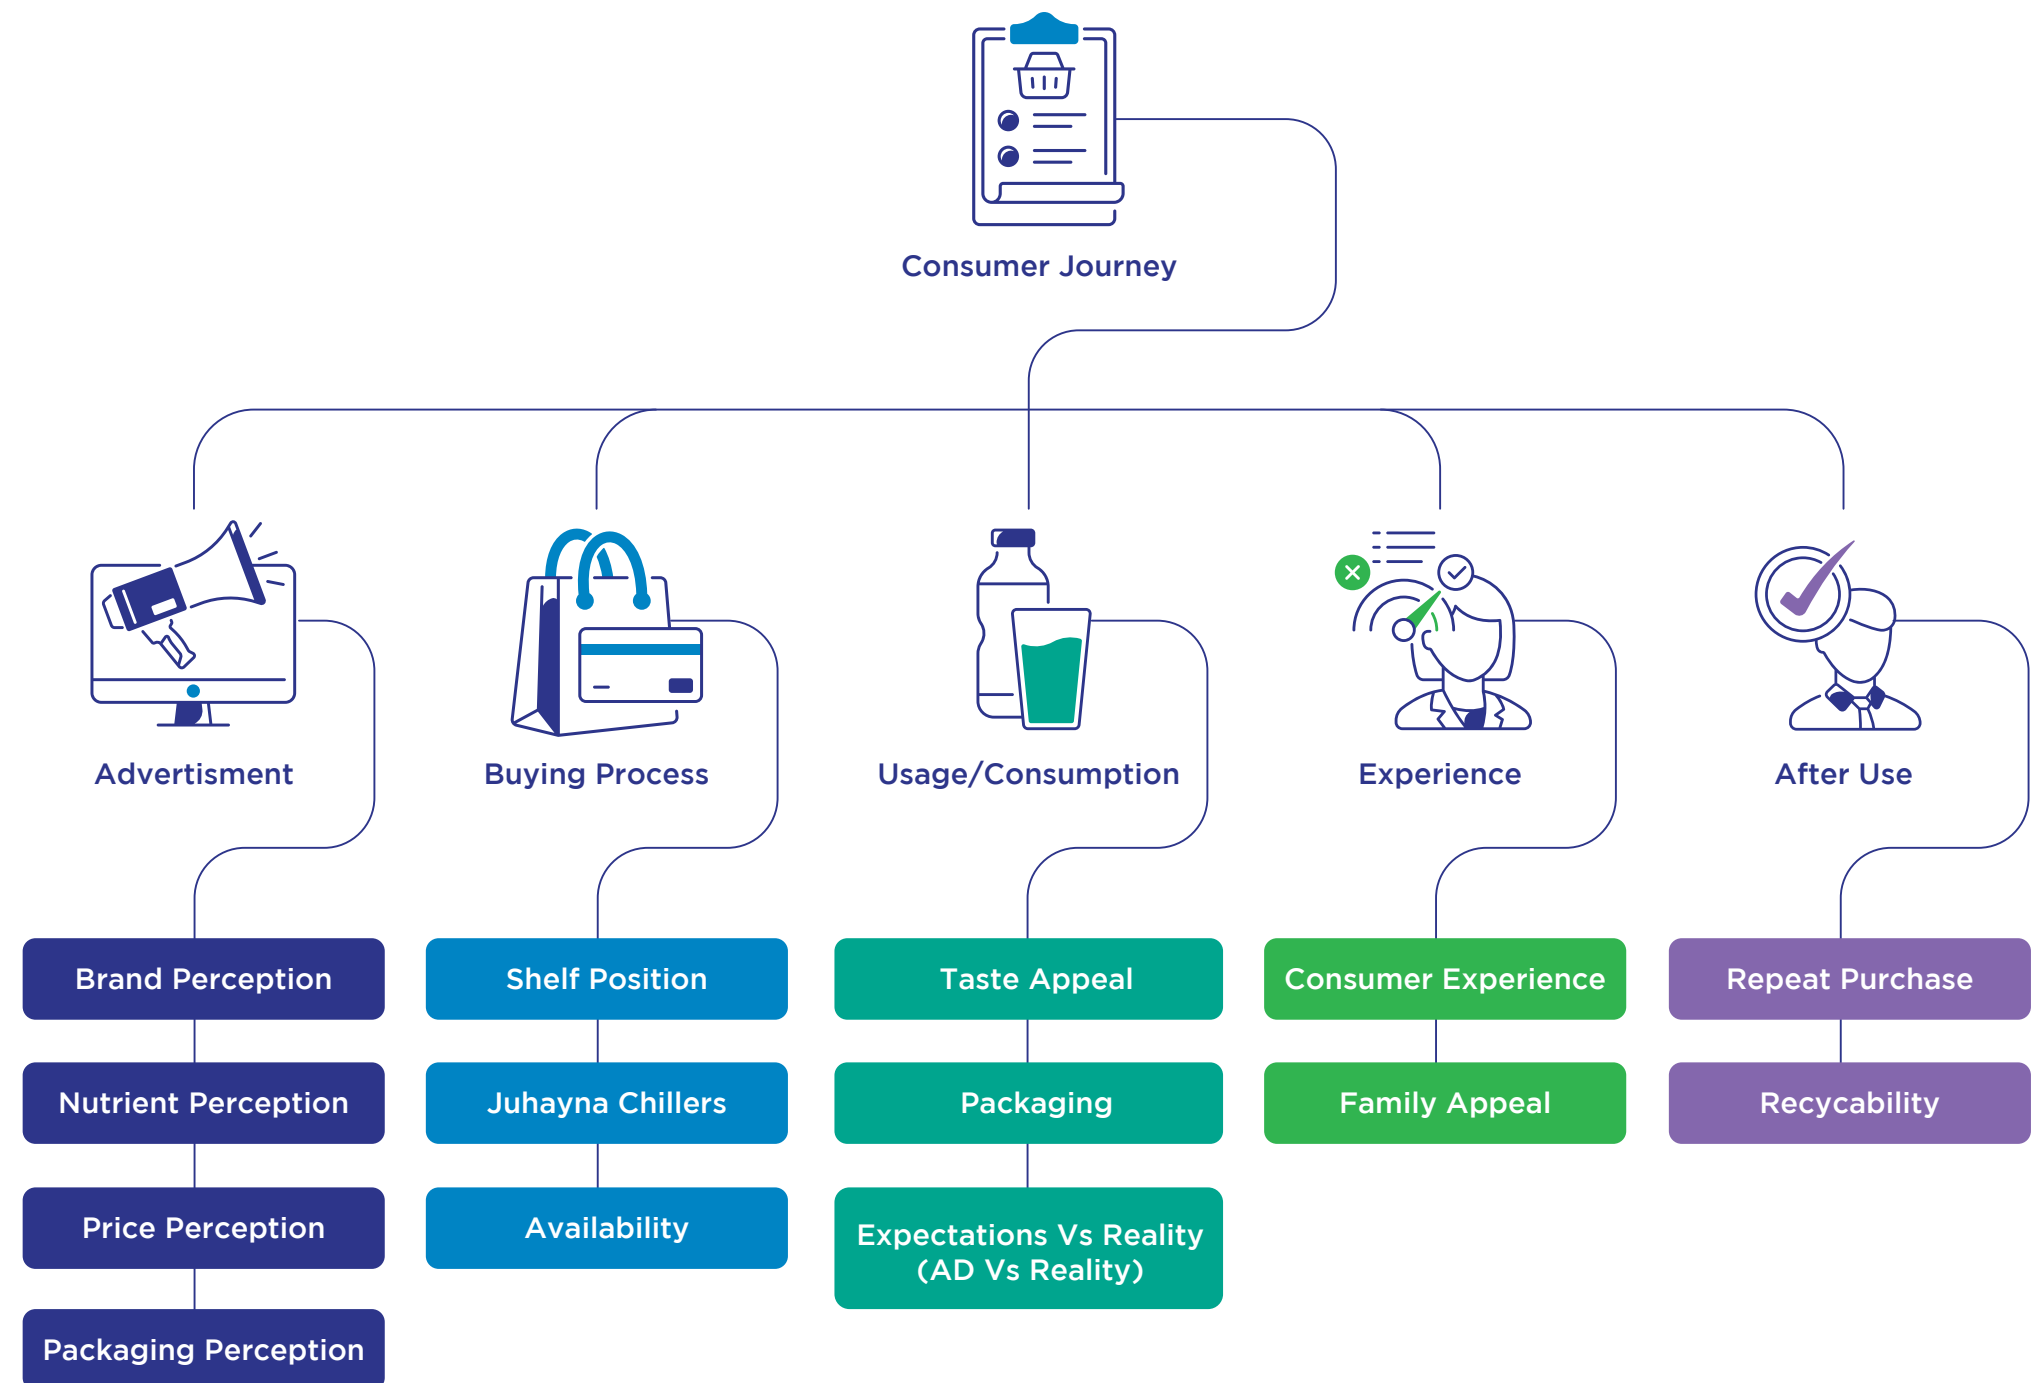 Consumer Journey
Advertisment
Buying Process
Usage/Consumption
Experience
After Use
Brand Perception
Shelf Position
Taste Appeal
Consumer Experience
Repeat Purchase
Nutrient Perception
Juhayna Chillers
Packaging
Family Appeal
Recycability
Price Perception
Availability
Expectations Vs Reality
(AD Vs Reality)
Packaging Perception